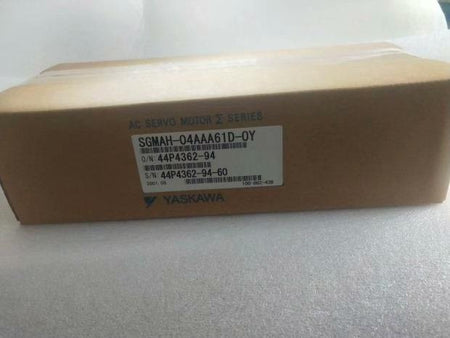 AC SERVO MOTOR Σ SERIES
SGMAH-04AAA61D-OY
O/N 44P4362-94
S/N 44P4362-94-60
YASKAWA